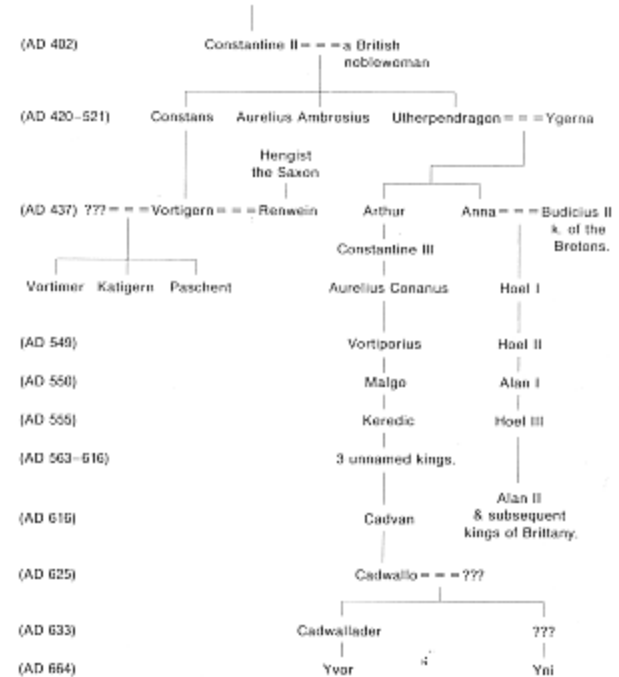 (AD 402) Constantine II = = = a British
noblewoman
(AD 420–521) Constans Aurelius Ambrosius Utherpendragon = = = Ygerna
Hengist
the Saxon
(AD 437) ??? = = = Vortigern = = = Renwein Arthur Anna = = = Budicius II
k. of the
Bretons.
Constantine III
Vortimer Katigern Paschent Aurelius Conanus Hoel I
(AD 549) Vortiporius Hoel II
(AD 550) Malgo Alan I
(AD 555) Keredic Hoel III
(AD 563–616) 3 unnamed kings.
Alan II
(AD 616) Cadvan & subsequent
kings of Brittany.
(AD 625) Cadwallo = = = ???
(AD 633) Cadwallader ???
(AD 664) Yvor Yni